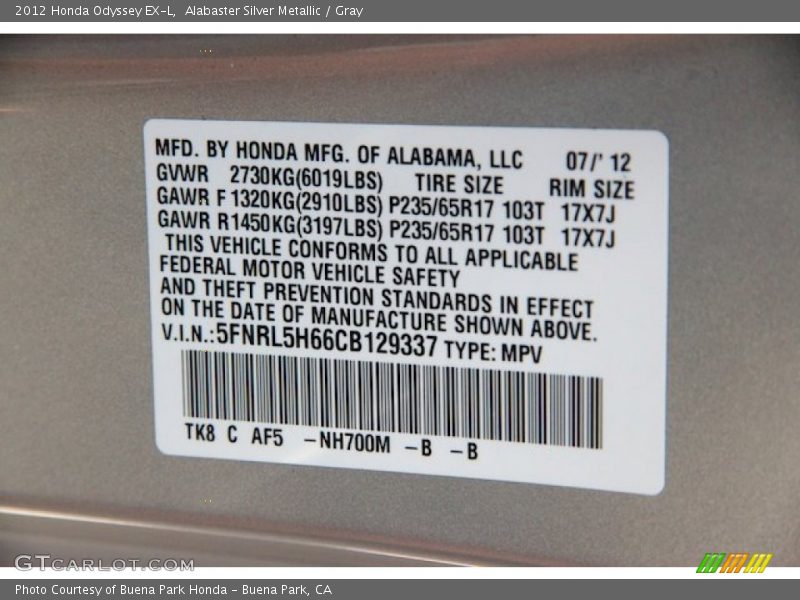 2012 Honda Odyssey EX-L,  Alabaster Silver Metallic / Gray
MFD. BY HONDA MFG. OF ALABAMA, LLC 07/' 12
GVWR 2730KG(6019LBS) TIRE SIZE RIM SIZE
GAWR F 1320KG(2910LBS) P235/65R17 103T 17X7J
GAWR R1450KG(3197LBS) P235/65R17 103T 17X7J
THIS VEHICLE CONFORMS TO ALL APPLICABLE
FEDERAL MOTOR VEHICLE SAFETY
AND THEFT PREVENTION STANDARDS IN EFFECT
ON THE DATE OF MANUFACTURE SHOWN ABOVE.
V.I.N.:5FNRL5H66CB129337 TYPE: MPV
TK8 C AF5 -NH700M -B -B
GTCARLOT.COM
Photo Courtesy of Buena Park Honda - Buena Park, CA